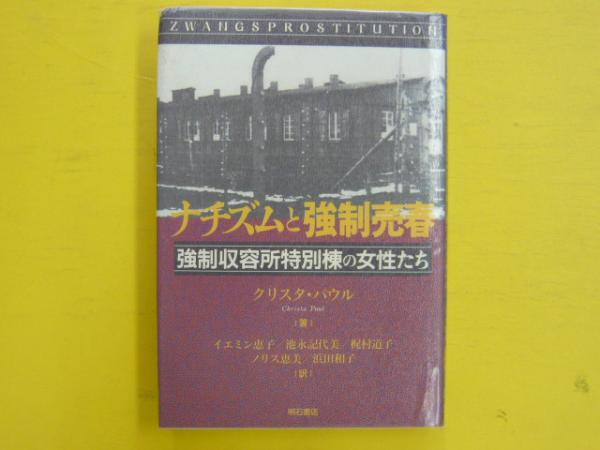 ZWANGSPROSTITUTION
ナチズムと強制売春
強制収容所特別棟の女性たち
クリスタ・パウル
Christa Paul
[著]
イエミン恵子/池永記代美/梶村道子
ノリス恵美/浜田和子
[訳]
明石書店